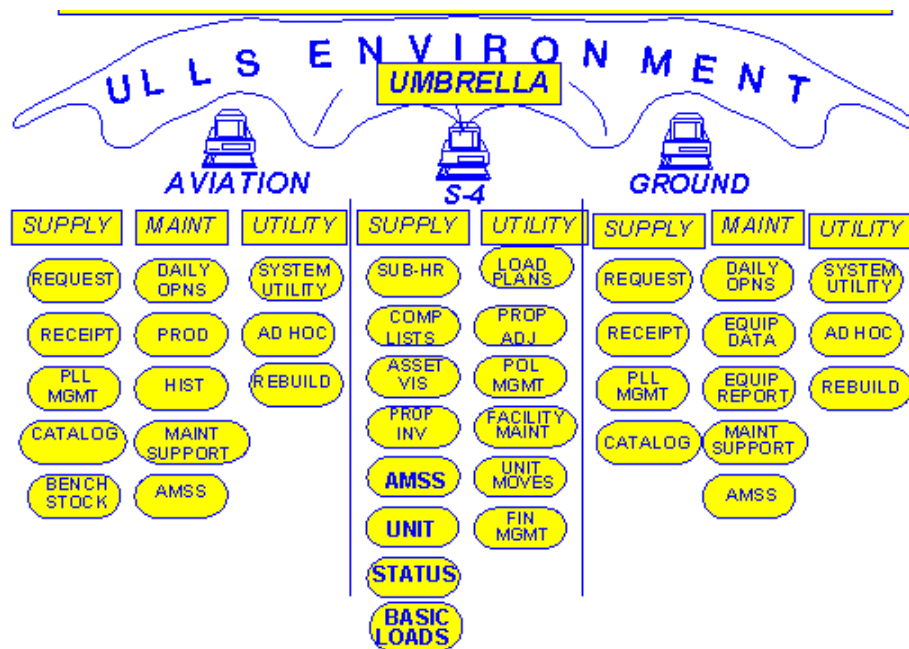 ULLS ENVIRONMENT
UMBRELLA
AVIATION
S-4
GROUND
SUPPLY
MAINT
UTILITY
REQUEST
RECEIPT
PLL
MGMT
CATALOG
BENCH
STOCK
DAILY
OPNS
PROD
HIST
MAINT
SUPPORT
AMSS
SYSTEM
UTILITY
AD HOC
REBUILD
SUPPLY
UTILITY
SUB-HR
COMP
LISTS
ASSET
VIS
PROP
INV
AMSS
UNIT
STATUS
BASIC
LOADS
LOAD
PLANS
PROP
ADJ
POL
MGMT
FACILITY
MAINT
UNIT
MOVES
FIN
MGMT
SUPPLY
MAINT
UTILITY
REQUEST
RECEIPT
PLL
MGMT
CATALOG
DAILY
OPNS
EQUIP
DATA
EQUIP
REPORT
MAINT
SUPPORT
AMSS
SYSTEM
UTILITY
AD HOC
REBUILD